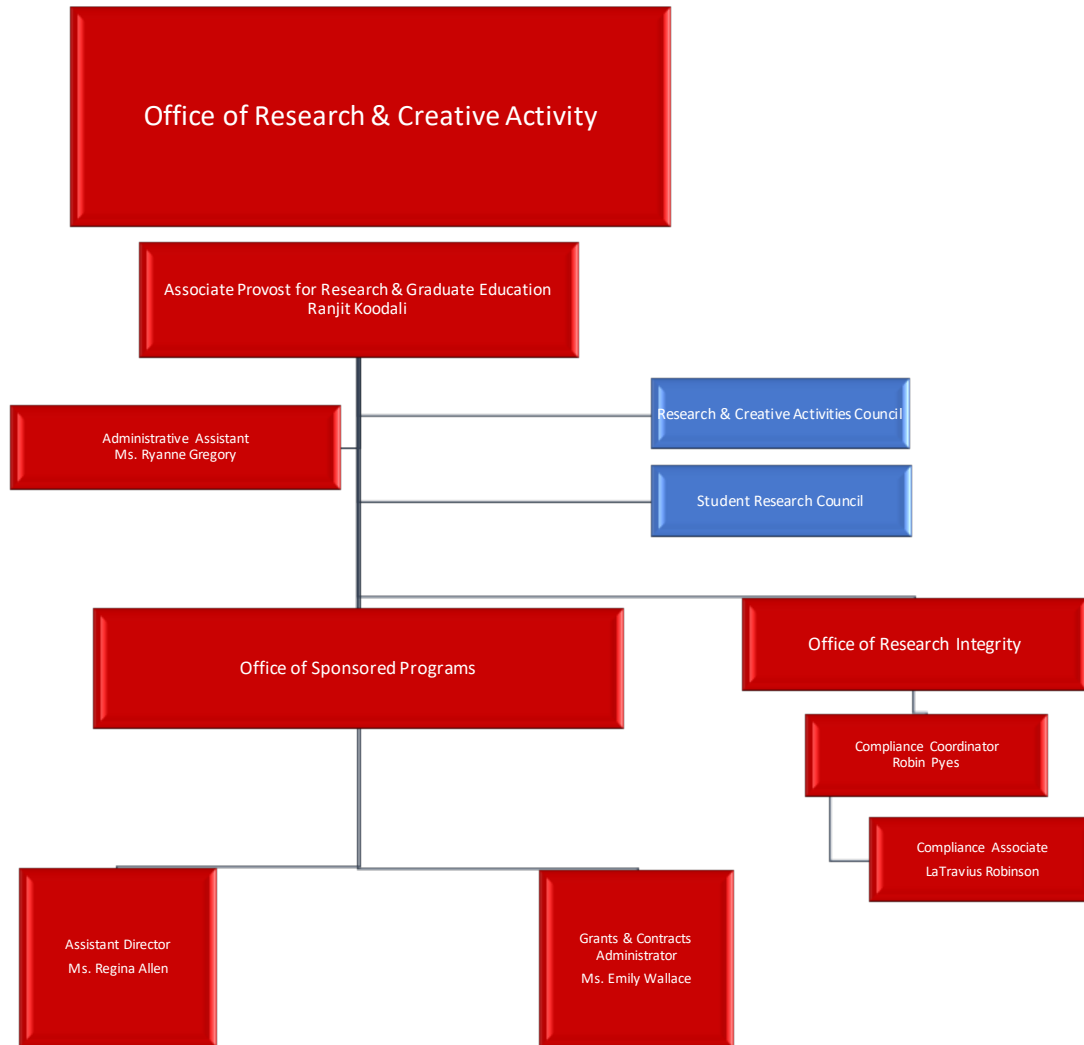 Office of Research & Creative Activity
Associate Provost for Research & Graduate Education
Ranjit Koodali
Research & Creative Activities Council
Administrative Assistant
Ms. Ryanne Gregory
Student Research Council
Office of Sponsored Programs
Office of Research Integrity
Compliance Coordinator
Robin Pyes
Compliance Associate
LaTravius Robinson
Assistant Director
Ms. Regina Allen
Grants & Contracts
Administrator
Ms. Emily Wallace